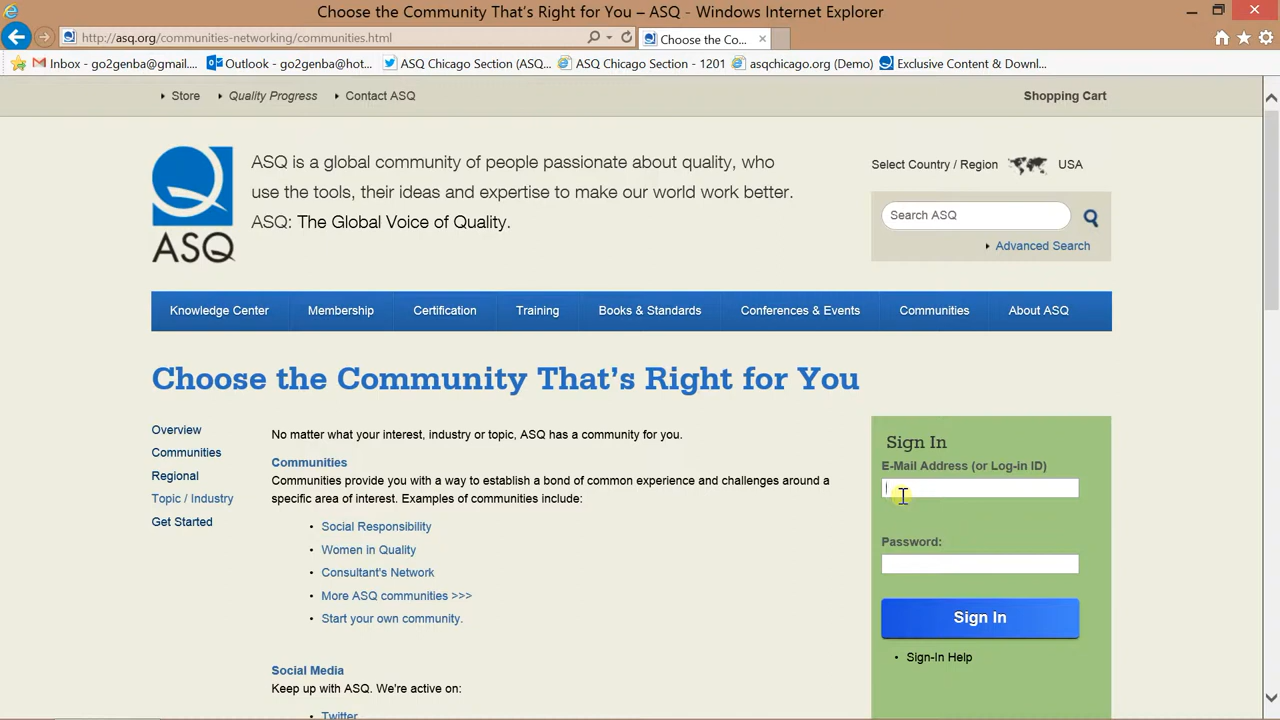 Choose the Community That's Right for You – ASQ - Windows Internet Explorer
http://asq.org/communities-networking/communities.html
Choose the Co...
Inbox - go2genba@gmail....
Outlook - go2genba@hot...
ASQ Chicago Section (ASQ...
ASQ Chicago Section - 1201
asqchicago.org (Demo)
Exclusive Content & Downl...
Store
Quality Progress
Contact ASQ
Shopping Cart
ASQ
ASQ is a global community of people passionate about quality, who
use the tools, their ideas and expertise to make our world work better.
ASQ: The Global Voice of Quality.
Select Country / Region
USA
Search ASQ
Advanced Search
Knowledge Center
Membership
Certification
Training
Books & Standards
Conferences & Events
Communities
About ASQ
Choose the Community That's Right for You
Overview
Communities
Regional
Topic / Industry
Get Started
No matter what your interest, industry or topic, ASQ has a community for you.
Communities
Communities provide you with a way to establish a bond of common experience and challenges around a
specific area of interest. Examples of communities include:
• Social Responsibility
• Women in Quality
• Consultant's Network
• More ASQ communities >>>
• Start your own community.
Social Media
Keep up with ASQ. We're active on:
• Twitter
Sign In
E-Mail Address (or Log-in ID)
Password:
Sign In
• Sign-In Help